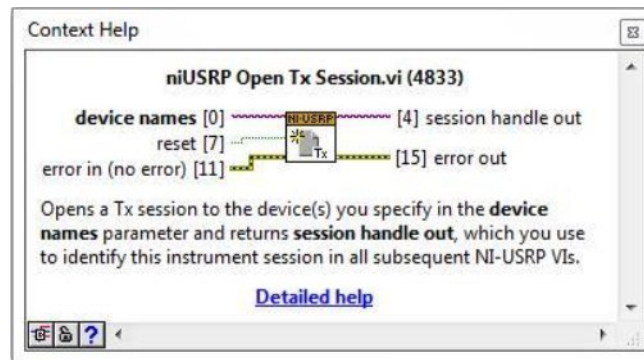 Context Help
niUSRP Open Tx Session.vi (4833)
device names [0] NI-USRP [4] session handle out
reset [7] Tx
error in (no error) [11] [15] error out
Opens a Tx session to the device(s) you specify in the device
names parameter and returns session handle out, which you use
to identify this instrument session in all subsequent NI-USRP VIs.
Detailed help
?